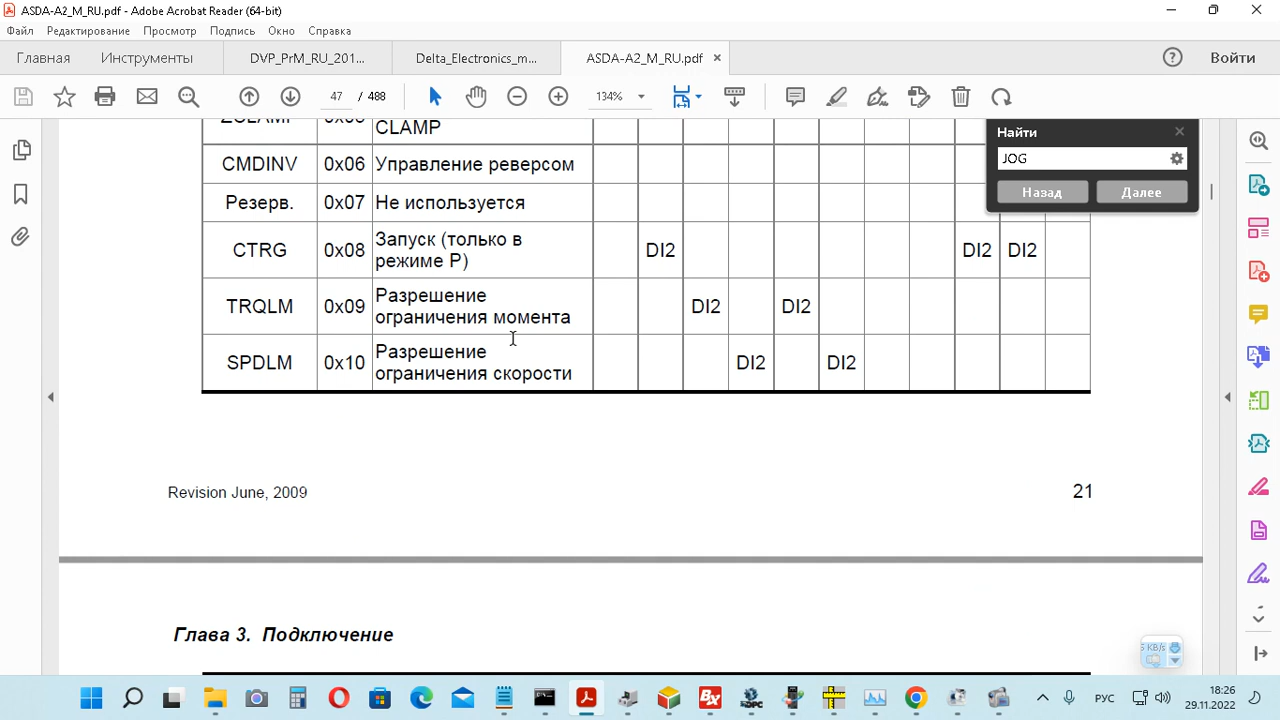 ASDA-A2_M_RU.pdf - Adobe Acrobat Reader (64-bit)
Файл Редактирование Просмотр Подпись Окно Справка
Главная Инструменты DVP_PrM_RU_201... Delta_Electronics_m... ASDA-A2_M_RU.pdf Войти
47 / 488 134%
Найти
JOG
Назад Далее
CLAMP
CMDINV 0x06 Управление реверсом
Резерв. 0x07 Не используется
CTRG 0x08 Запуск (только в режиме P) DI2 DI2 DI2
TRQLM 0x09 Разрешение ограничения момента DI2 DI2
SPDLM 0x10 Разрешение ограничения скорости DI2 DI2
Revision June, 2009 21
Глава 3. Подключение
5 KB/s
РУС 18:26
29.11.2022